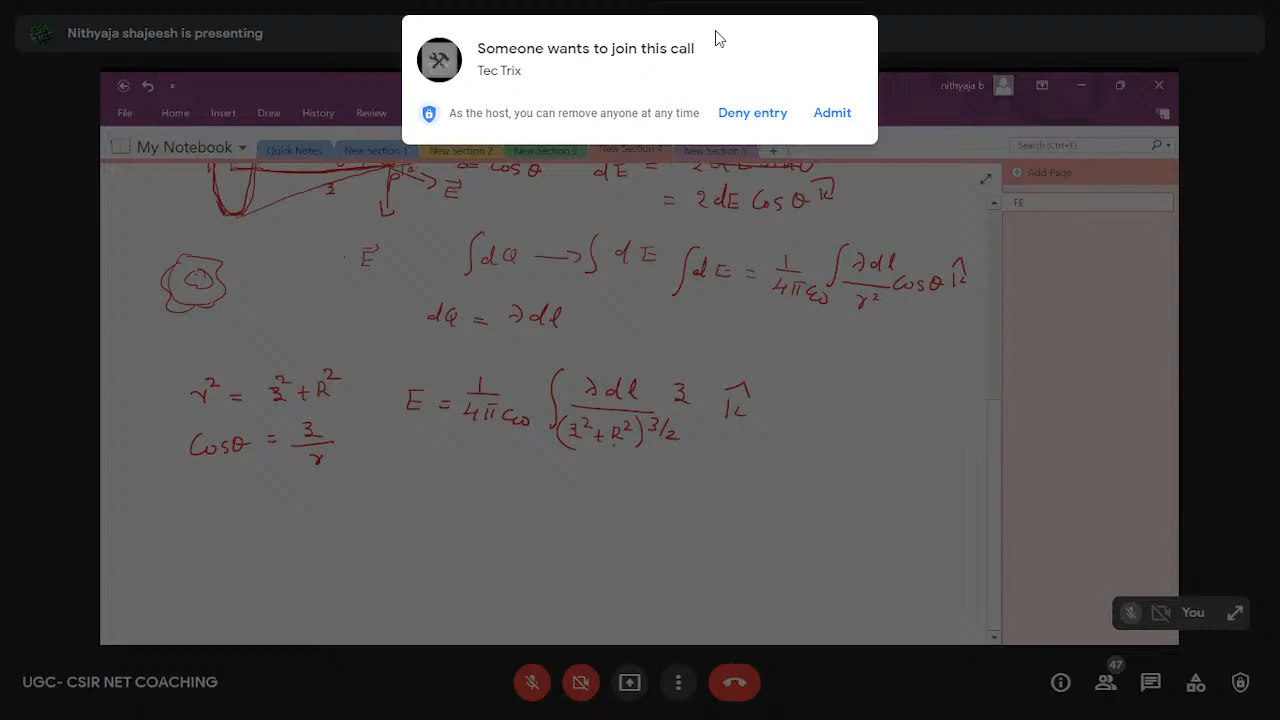 Nithyaja shajeesh is presenting
Someone wants to join this call
Tec Trix
As the host, you can remove anyone at any time
Deny entry
Admit
nithyaja b
File Home Insert Draw History Review
My Notebook
Quick Notes New Section 1 New Section 2 New Section 3 New Section 4 New Section 5 +
Search (Ctrl+E)
Add Page
FE
= 2dE Cosθ k̂
E⃗
E⃗ ∫dQ → ∫dE ∫dE = 1/4πε₀ ∫ λdl/r² Cosθ k̂
dQ = λdl
r² = z² + R²
E = 1/4πε₀ ∫ λdl z/(z²+R²)^3/2 k̂
Cosθ = z/r
You
UGC- CSIR NET COACHING
47